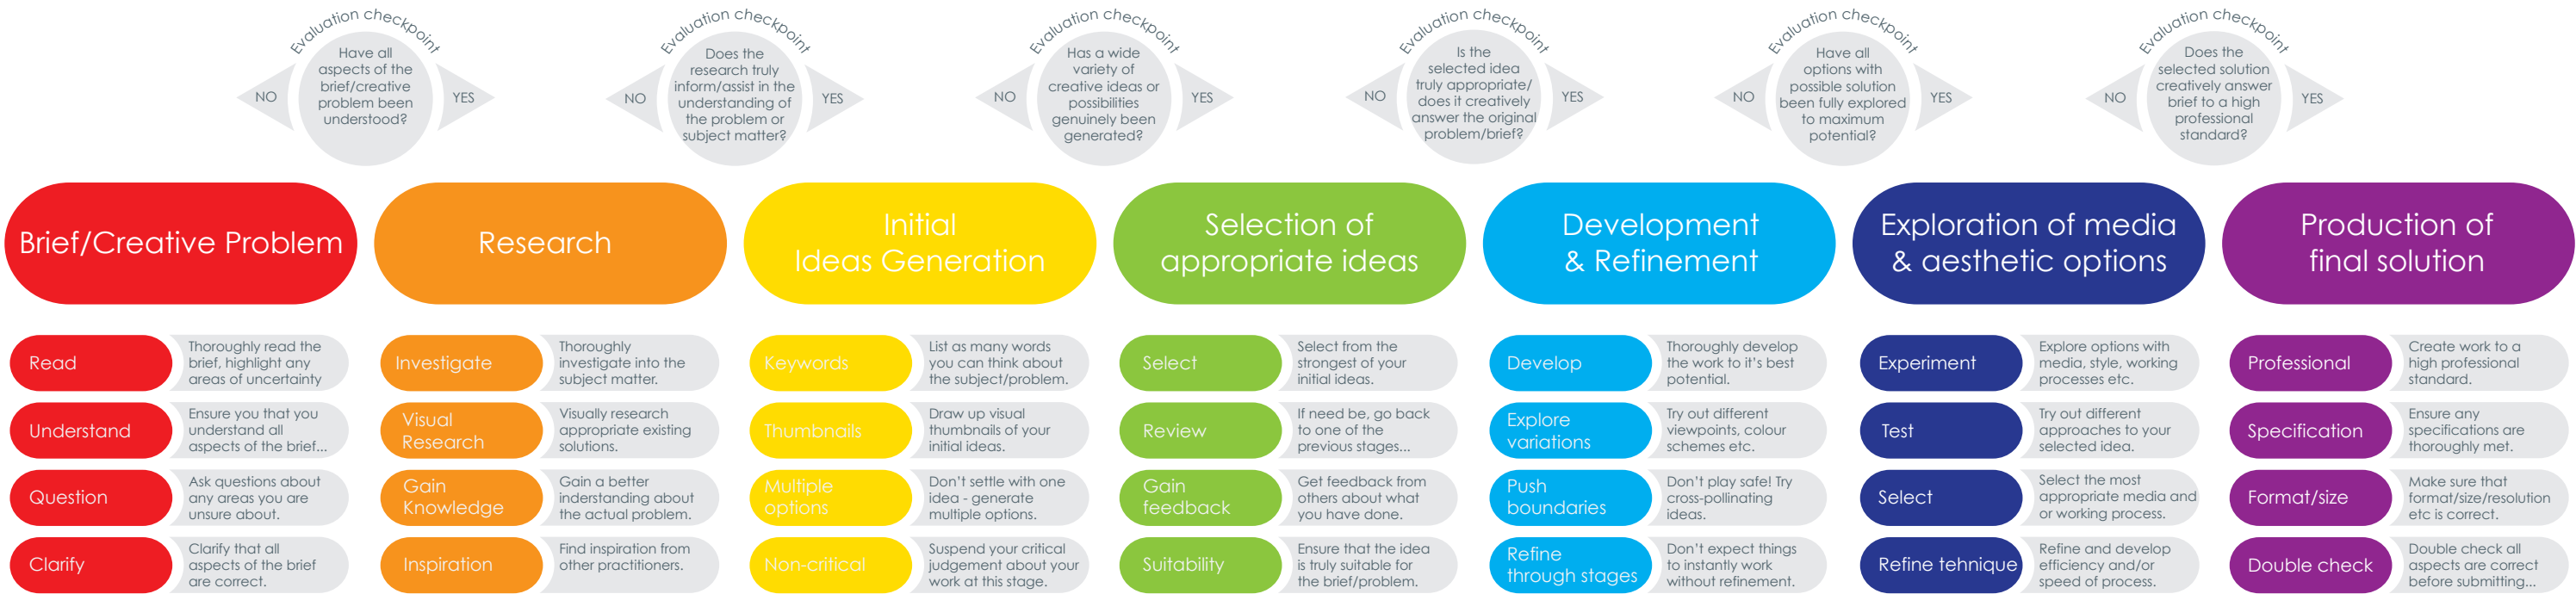 Evaluation checkpoint
Have all
aspects of the
brief/creative
problem been
understood?
NO
YES
Evaluation checkpoint
Does the
research truly
inform/assist in the
understanding of
the problem or
subject matter?
NO
YES
Evaluation checkpoint
Has a wide
variety of
creative ideas or
possibilities
genuinely been
generated?
NO
YES
Evaluation checkpoint
Is the
selected idea
truly appropriate/
does it creatively
answer the original
problem/brief?
NO
YES
Evaluation checkpoint
Have all
options with
possible solution
been fully explored
to maximum
potential?
NO
YES
Evaluation checkpoint
Does the
selected solution
creatively answer
brief to a high
professional
standard?
NO
YES
Brief/Creative Problem
Research
Initial
Ideas Generation
Selection of
appropriate ideas
Development
& Refinement
Exploration of media
& aesthetic options
Production of
final solution
Read
Thoroughly read the
brief, highlight any
areas of uncertainty
Understand
Ensure you that you
understand all
aspects of the brief...
Question
Ask questions about
any areas you are
unsure about.
Clarify
Clarify that all
aspects of the brief
are correct.
Investigate
Thoroughly
investigate into the
subject matter.
Visual
Research
Visually research
appropriate existing
solutions.
Gain
Knowledge
Gain a better
inderstanding about
the actual problem.
Inspiration
Find inspiration from
other practitioners.
Keywords
List as many words
you can think about
the subject/problem.
Thumbnails
Draw up visual
thumbnails of your
initial ideas.
Multiple
options
Don't settle with one
idea - generate
multiple options.
Non-critical
Suspend your critical
judgement about your
work at this stage.
Select
Select from the
strongest of your
initial ideas.
Review
If need be, go back
to one of the
previous stages...
Gain
feedback
Get feedback from
others about what
you have done.
Suitability
Ensure that the idea
is truly suitable for
the brief/problem.
Develop
Thoroughly develop
the work to it's best
potential.
Explore
variations
Try out different
viewpoints, colour
schemes etc.
Push
boundaries
Don't play safe! Try
cross-pollinating
ideas.
Refine
through stages
Don't expect things
to instantly work
without refinement.
Experiment
Explore options with
media, style, working
processes etc.
Test
Try out different
approaches to your
selected idea.
Select
Select the most
appropriate media and
or working process.
Refine tehnique
Refine and develop
efficiency and/or
speed of process.
Professional
Create work to a
high professional
standard.
Specification
Ensure any
specifications are
thoroughly met.
Format/size
Make sure that
format/size/resolution
etc is correct.
Double check
Double check all
aspects are correct
before submitting...